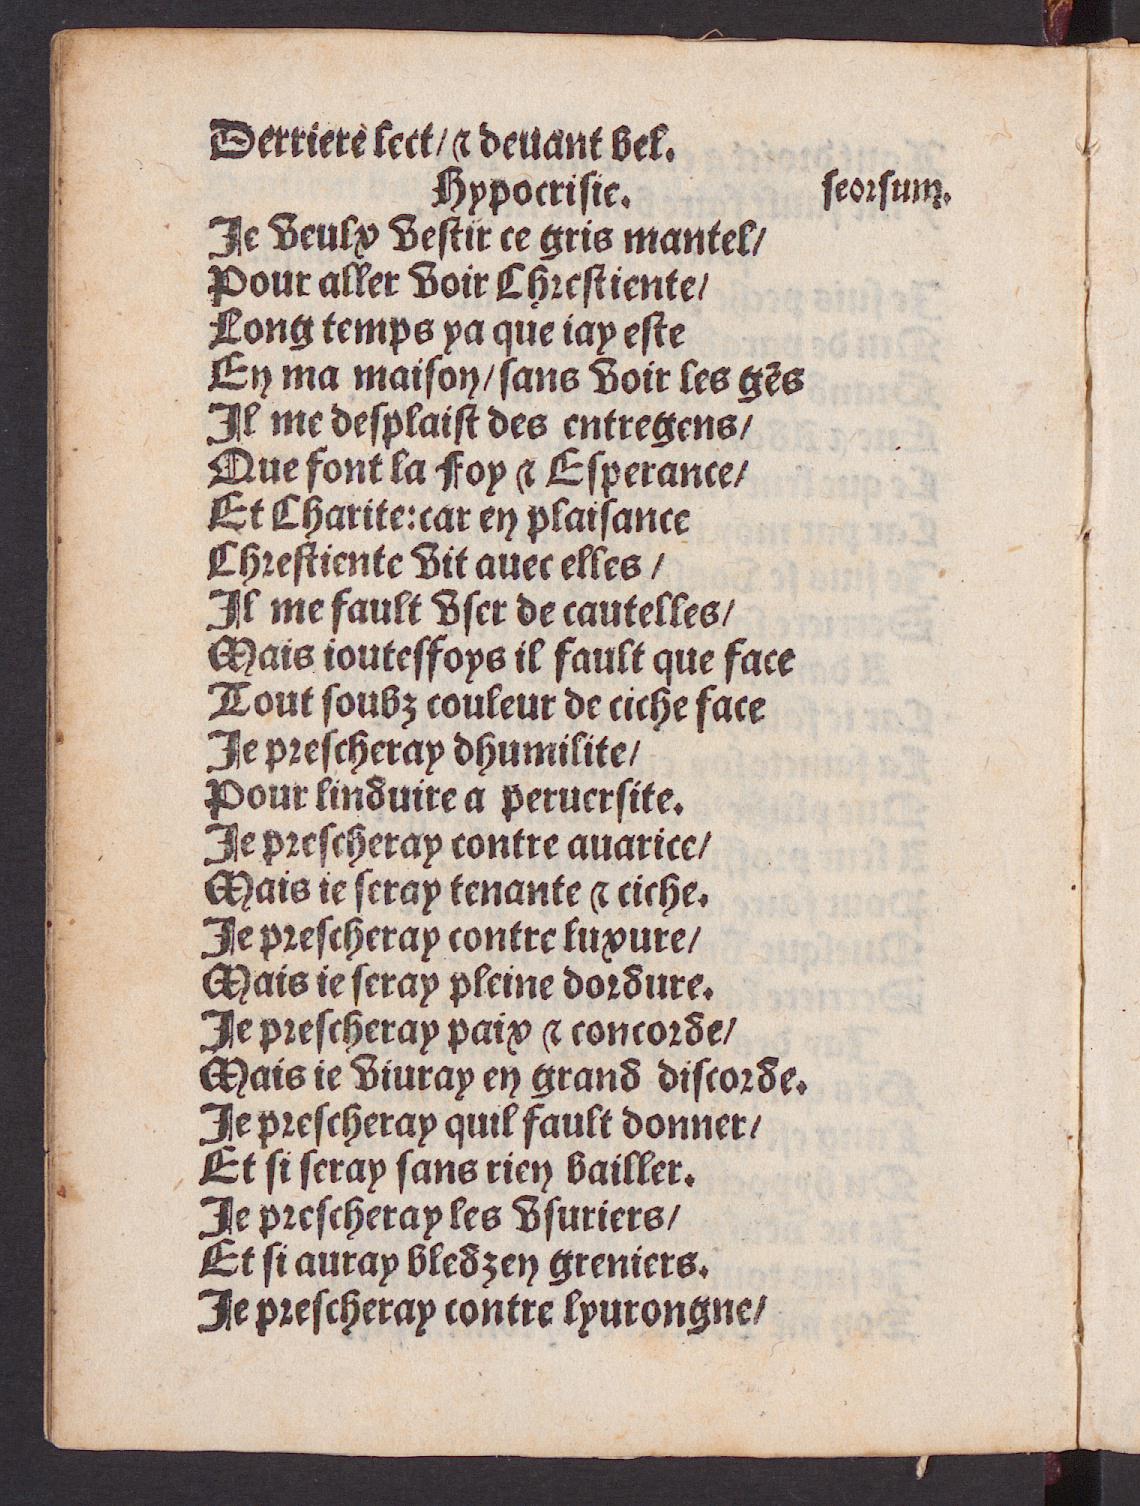 Derriere lect/ ⁊ deuant bel.
Hypocrisie. seorsum.
Je veulx vestir ce gris mantel/
Pour aller voir Chrestiente/
Long temps ya que iay este
En ma maison/ sans voir les gẽs
Il me desplaist des entregens/
Que font la Foy ⁊ Esperance/
Et Charite: car en plaisance
Chrestiente vit auec elles /
Il me fault vser de cautelles/
Mais ioutesfoys il fault que face
Tout soubz couleur de ciche face
Je prescheray dhumilite/
Pour linduire a peruersite.
Je prescheray contre auarice/
Mais ie seray tenante ⁊ ciche.
Je prescheray contre luxure/
Mais ie seray pleine dordure.
Je prescheray paix ⁊ concorde/
Mais ie viuray en grand discorde.
Je prescheray quil fault donner/
Et si seray sans rien bailler.
Je prescheray les vsuriers/
Et si auray bledz en greniers.
Je prescheray contre lyurongne/